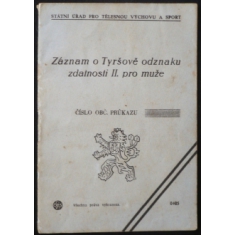 STÁTNÍ ÚŘAD PRO TĚLESNOU VÝCHOVU A SPORT
Záznam o Tyršově odznaku
zdatnosti II. pro muže
ČÍSLO OBČ. PRŮKAZU